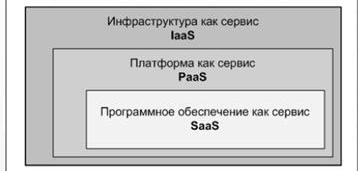 Инфраструктура как сервис
IaaS
Платформа как сервис
PaaS
Программное обеспечение как сервис
SaaS